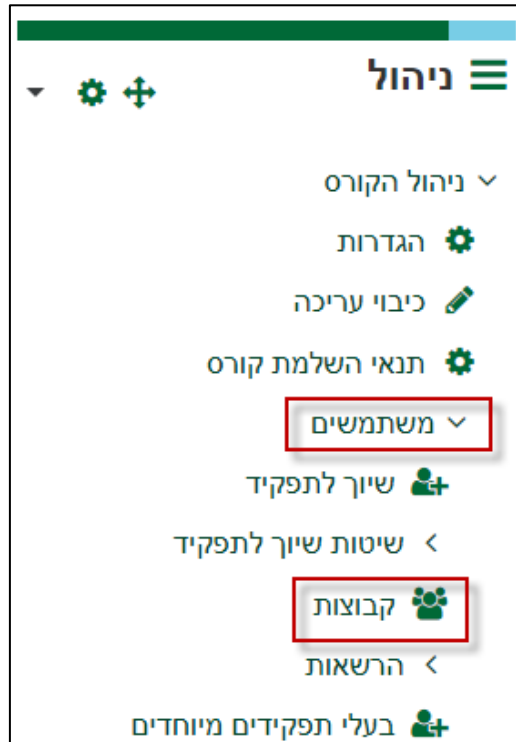 ניהול
ניהול הקורס
הגדרות
כיבוי עריכה
תנאי השלמת קורס
משתמשים
שיוך לתפקיד
שיטות שיוך לתפקיד
קבוצות
הרשאות
בעלי תפקידים מיוחדים